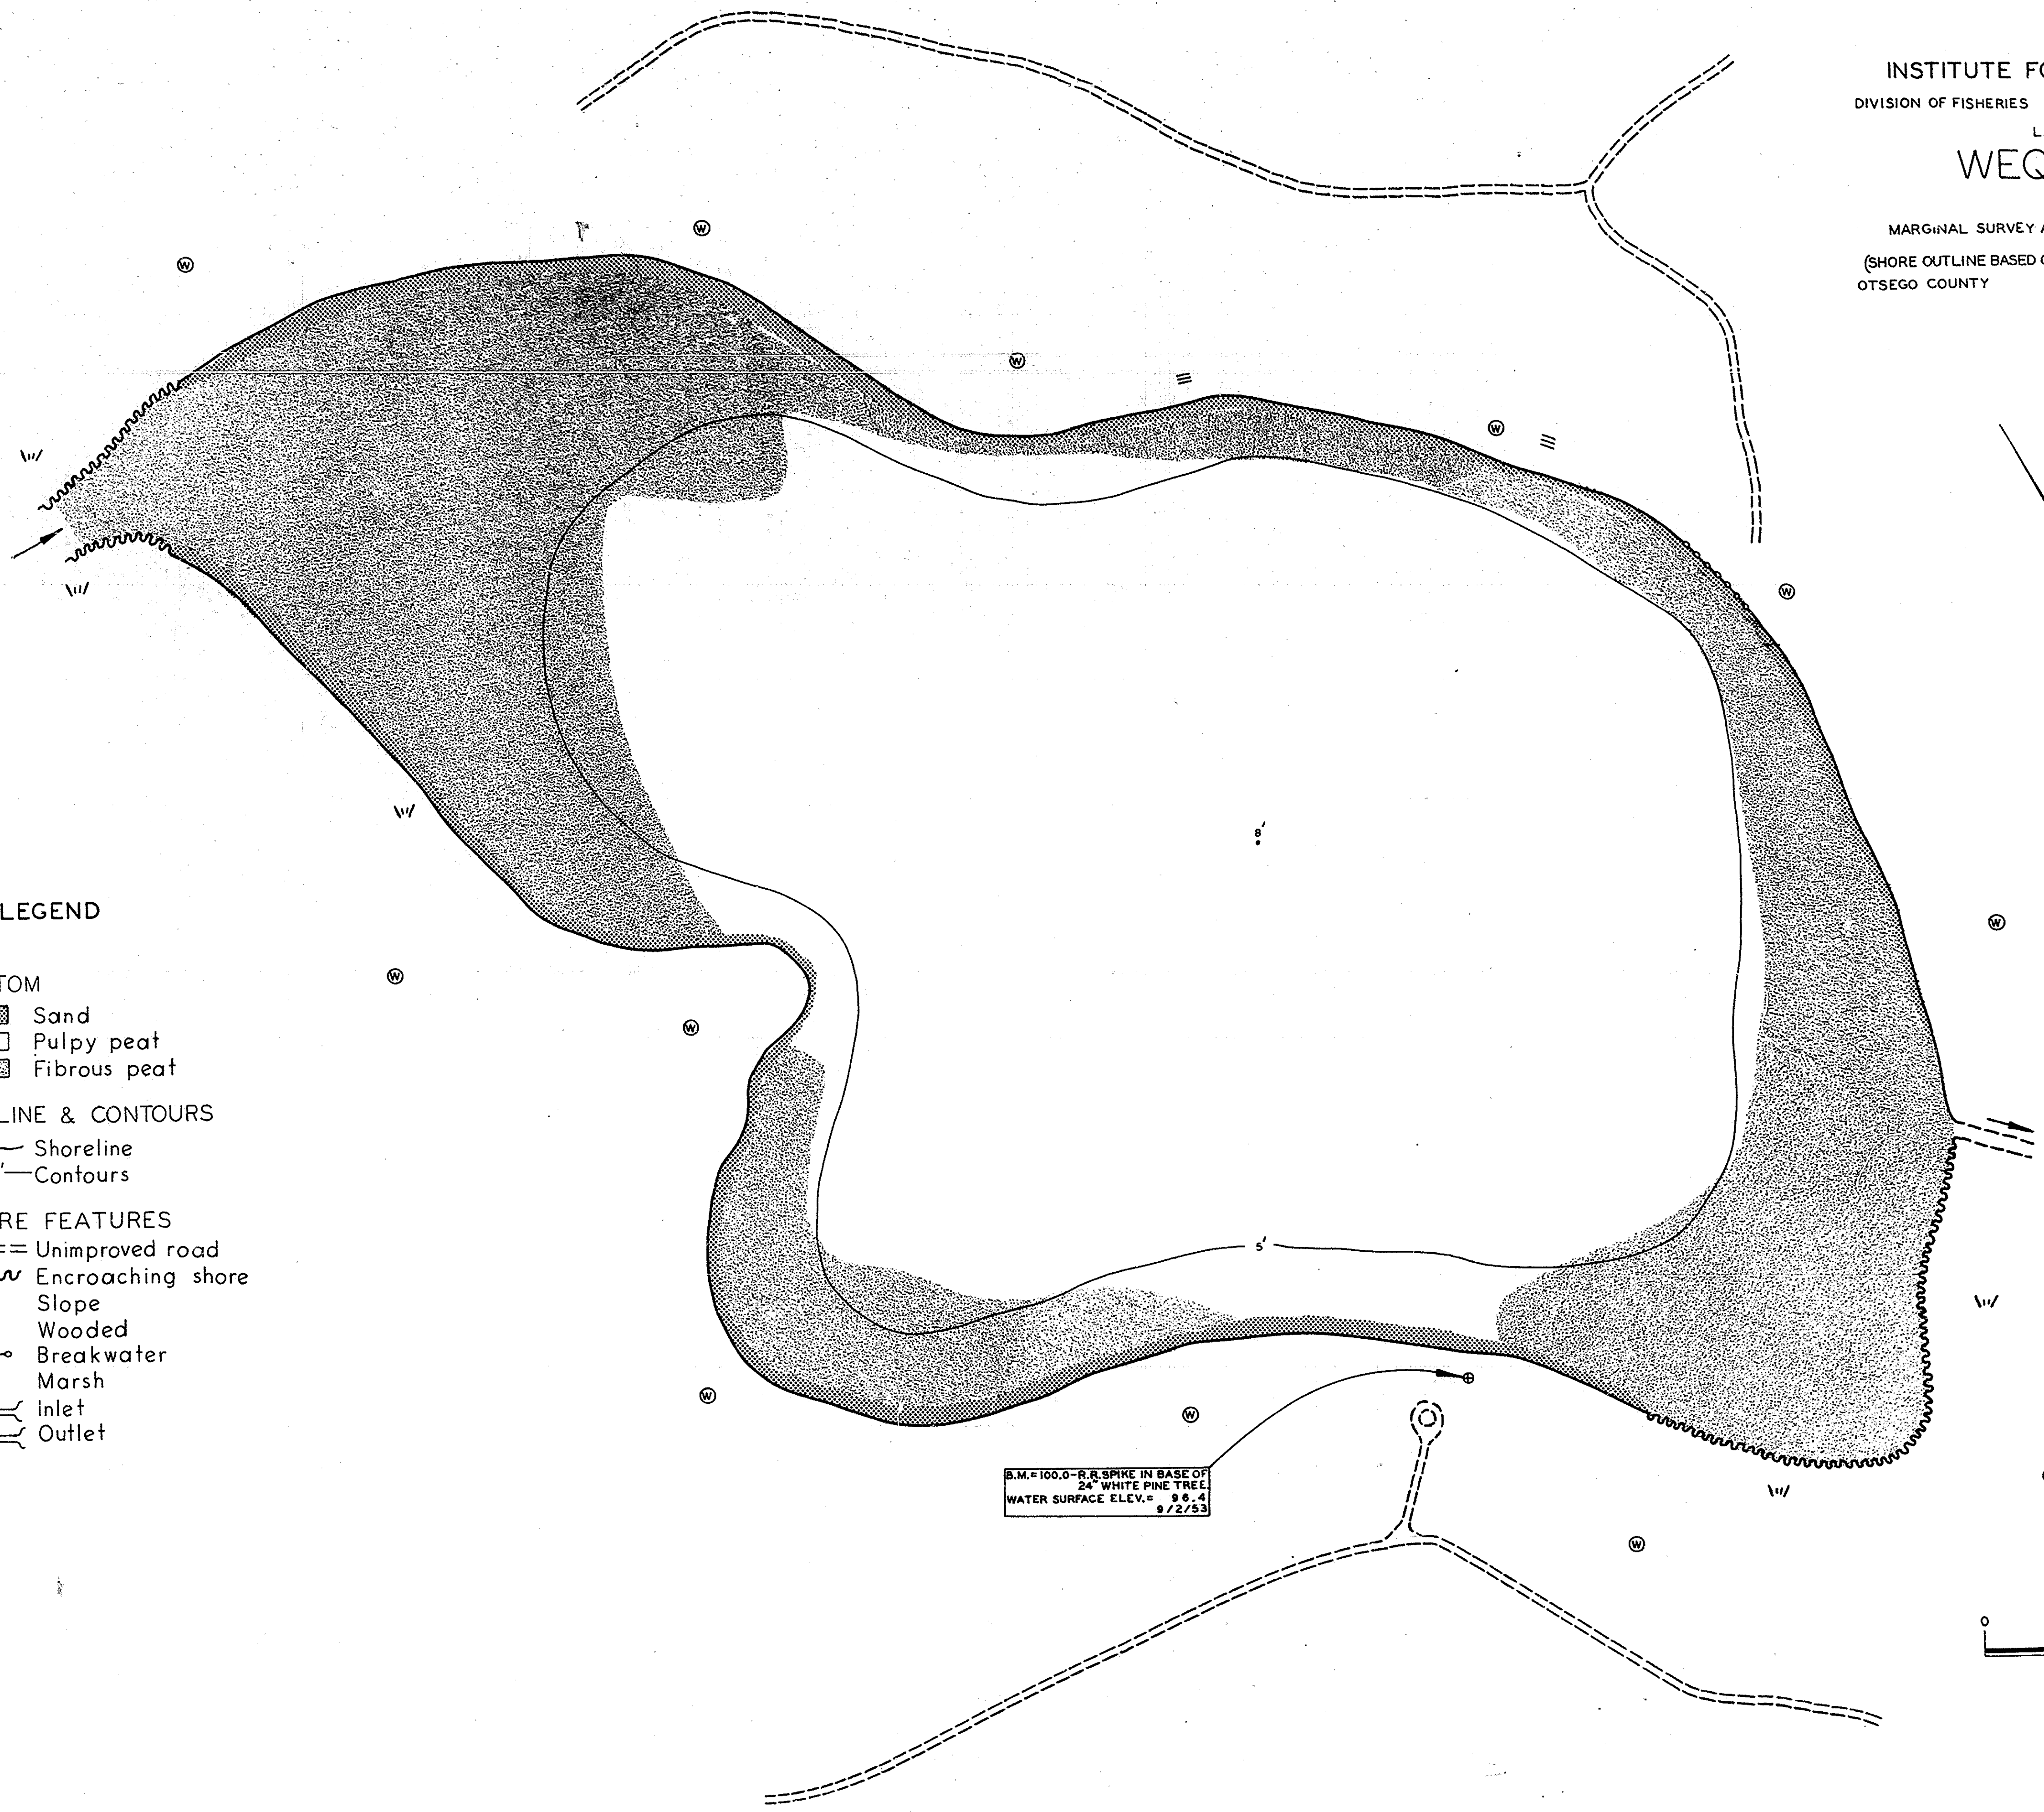 INSTITUTE FO
DIVISION OF FISHERIES
L
WEQ
MARGINAL SURVEY A
(SHORE OUTLINE BASED O
OTSEGO COUNTY
W
W
W
W
W
W
8'
LEGEND
TOM
Sand
Pulpy peat
Fibrous peat
LINE & CONTOURS
Shoreline
Contours
RE FEATURES
Unimproved road
Encroaching shore
Slope
Wooded
Breakwater
Marsh
Inlet
Outlet
W
W
5'
W
W
B.M.=100.0-R.R.SPIKE IN BASE OF
24" WHITE PINE TREE.
WATER SURFACE ELEV.= 96.4
9/2/53
W
0